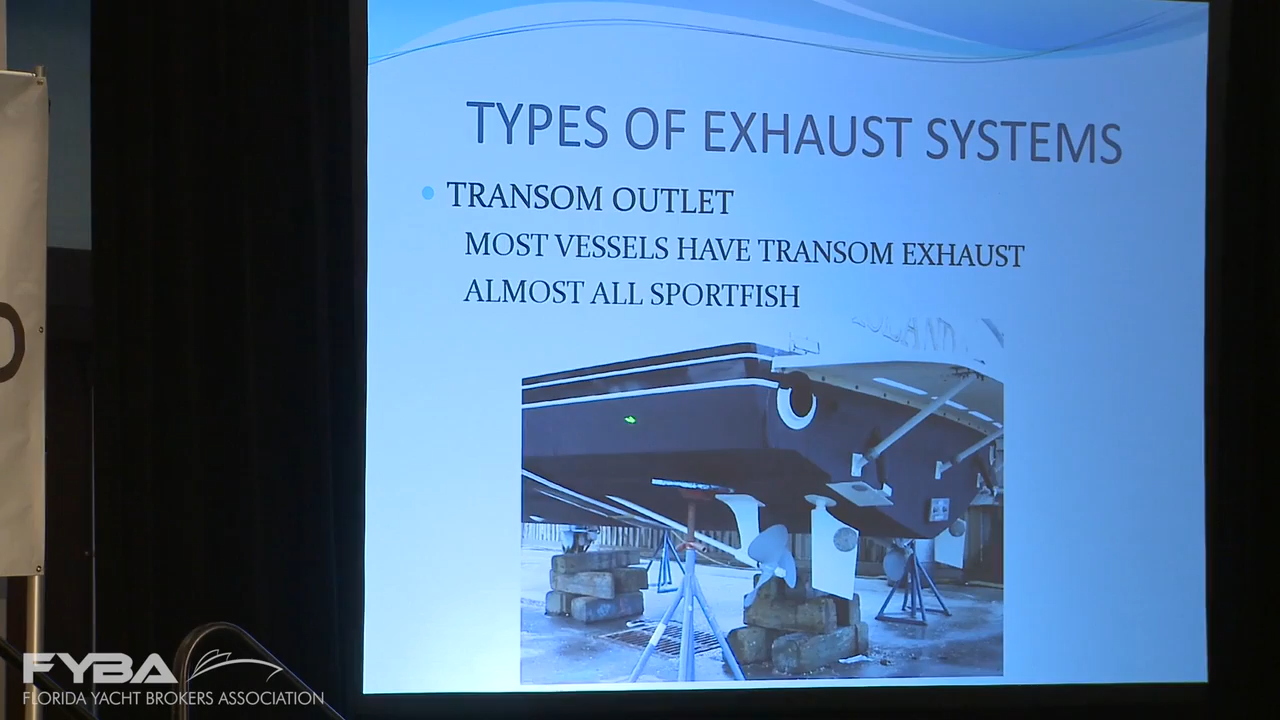 TYPES OF EXHAUST SYSTEMS
TRANSOM OUTLET
MOST VESSELS HAVE TRANSOM EXHAUST
ALMOST ALL SPORTFISH
FYBA
FLORIDA YACHT BROKERS ASSOCIATION